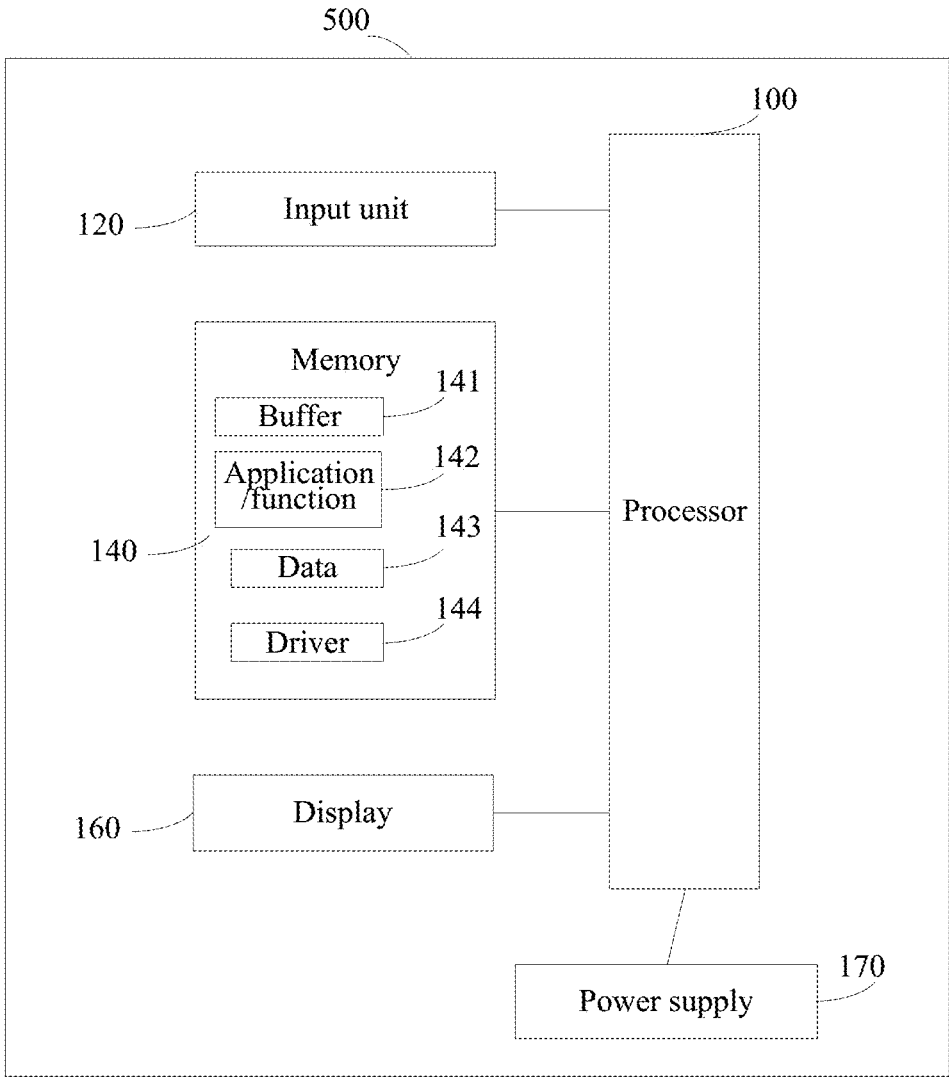 500
100
Input unit
120
Memory
141
Buffer
142
Application
/function
Processor
143
140
Data
144
Driver
Display
160
170
Power supply